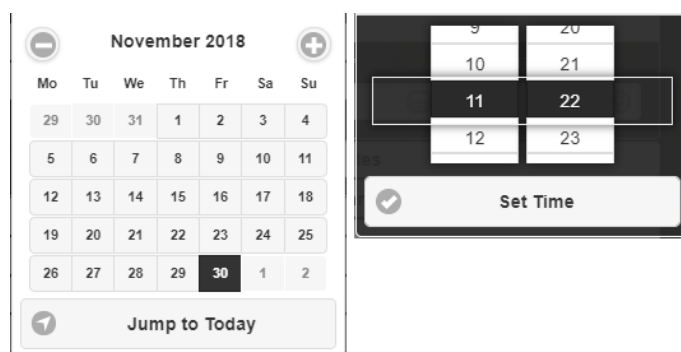 November 2018
Mo Tu We Th Fr Sa Su
29 30 31 1 2 3 4
5 6 7 8 9 10 11
12 13 14 15 16 17 18
19 20 21 22 23 24 25
26 27 28 29 30 1 2
Jump to Today
9 20
10 21
11 22
12 23
Set Time